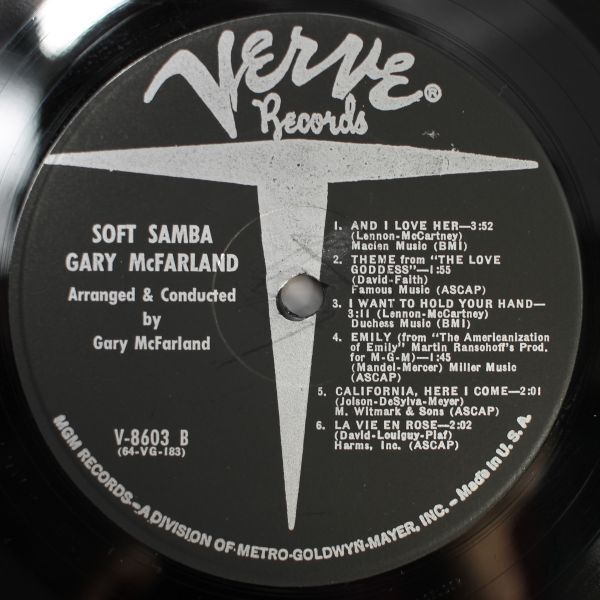 VERVE®
Records
SOFT SAMBA
GARY McFARLAND
Arranged & Conducted
by
Gary McFarland
V-8603 B
(64-VG-183)
1. AND I LOVE HER—3:52
(Lennon-McCartney)
Maclen Music (BMI)
2. THEME from "THE LOVE
GODDESS"—1:55
(David-Faith)
Famous Music (ASCAP)
3. I WANT TO HOLD YOUR HAND—
3:11 (Lennon-McCartney)
Duchess Music (BMI)
4. EMILY (from "The Americanization
of Emily" Martin Ransohoff's Prod.
for M-G-M)—1:45
(Mandel-Mercer) Miller Music
(ASCAP)
5. CALIFORNIA, HERE I COME—2:01
(Jolson-DeSylva-Meyer)
M. Witmark & Sons (ASCAP)
6. LA VIE EN ROSE—2:02
(David-Louiguy-Piaf)
Harms, Inc. (ASCAP)
MGM RECORDS—A DIVISION OF METRO-GOLDWYN-MAYER, INC.—Made in U.S.A.